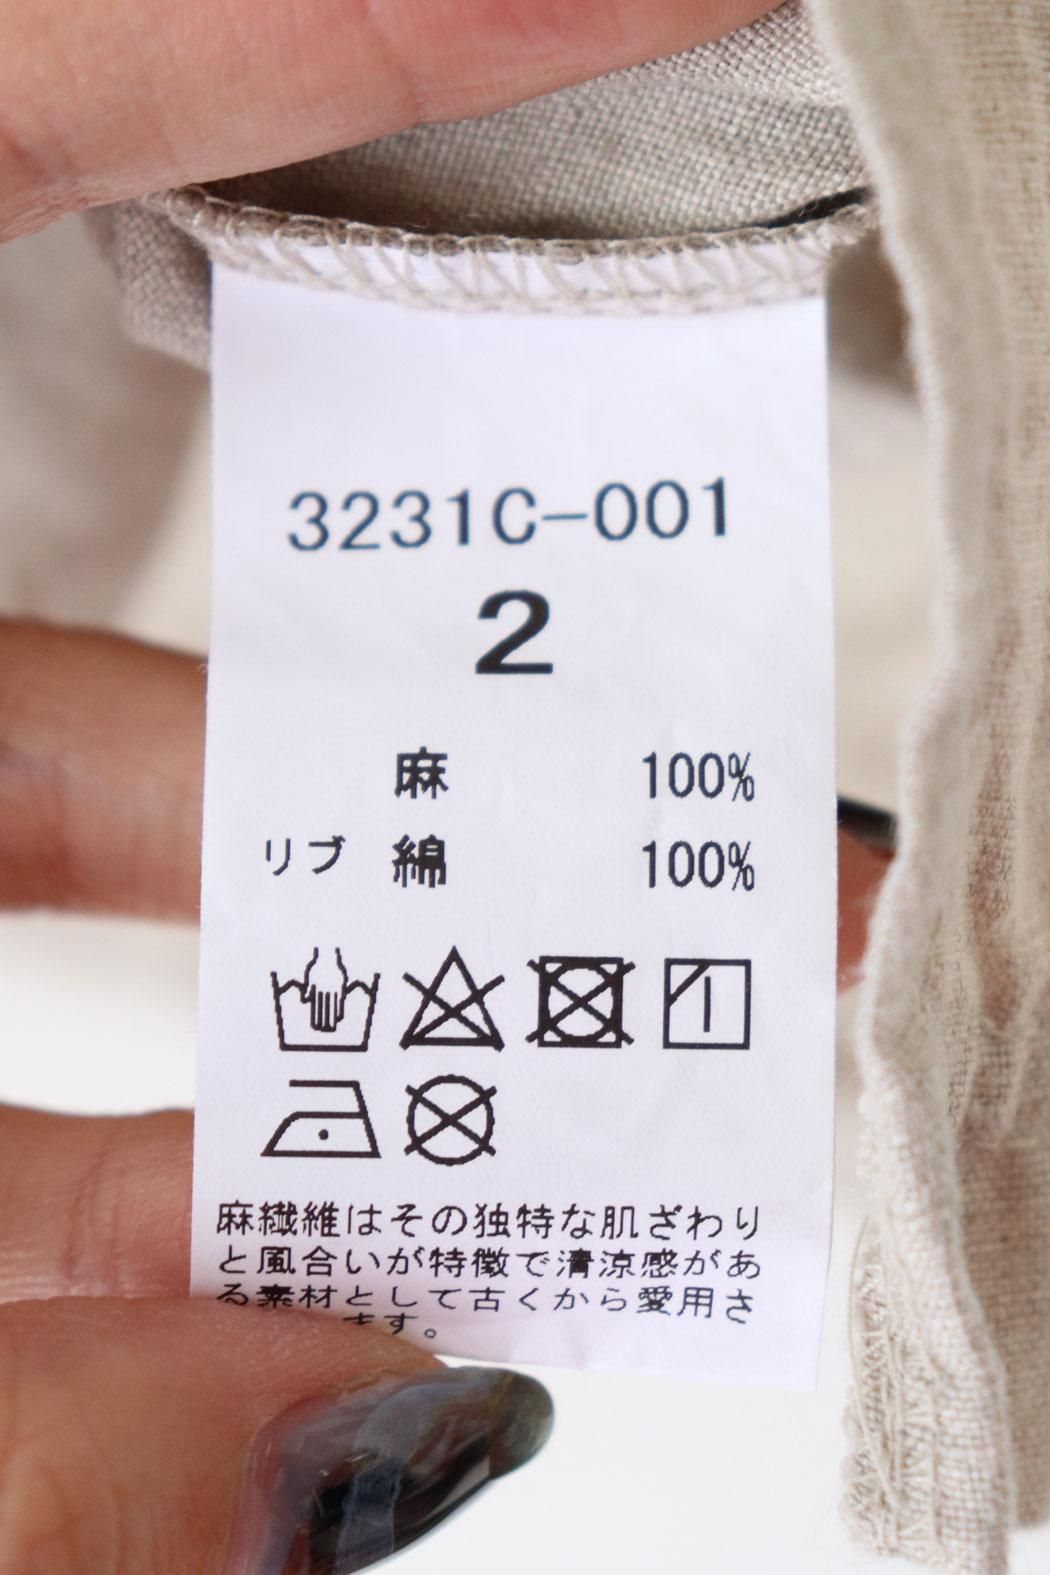 3231C-001
2
麻 100%
リブ 綿 100%
麻繊維はその独特な肌ざわり
と風合いが特徴で清涼感があ
る素材として古くから愛用さ
ます。